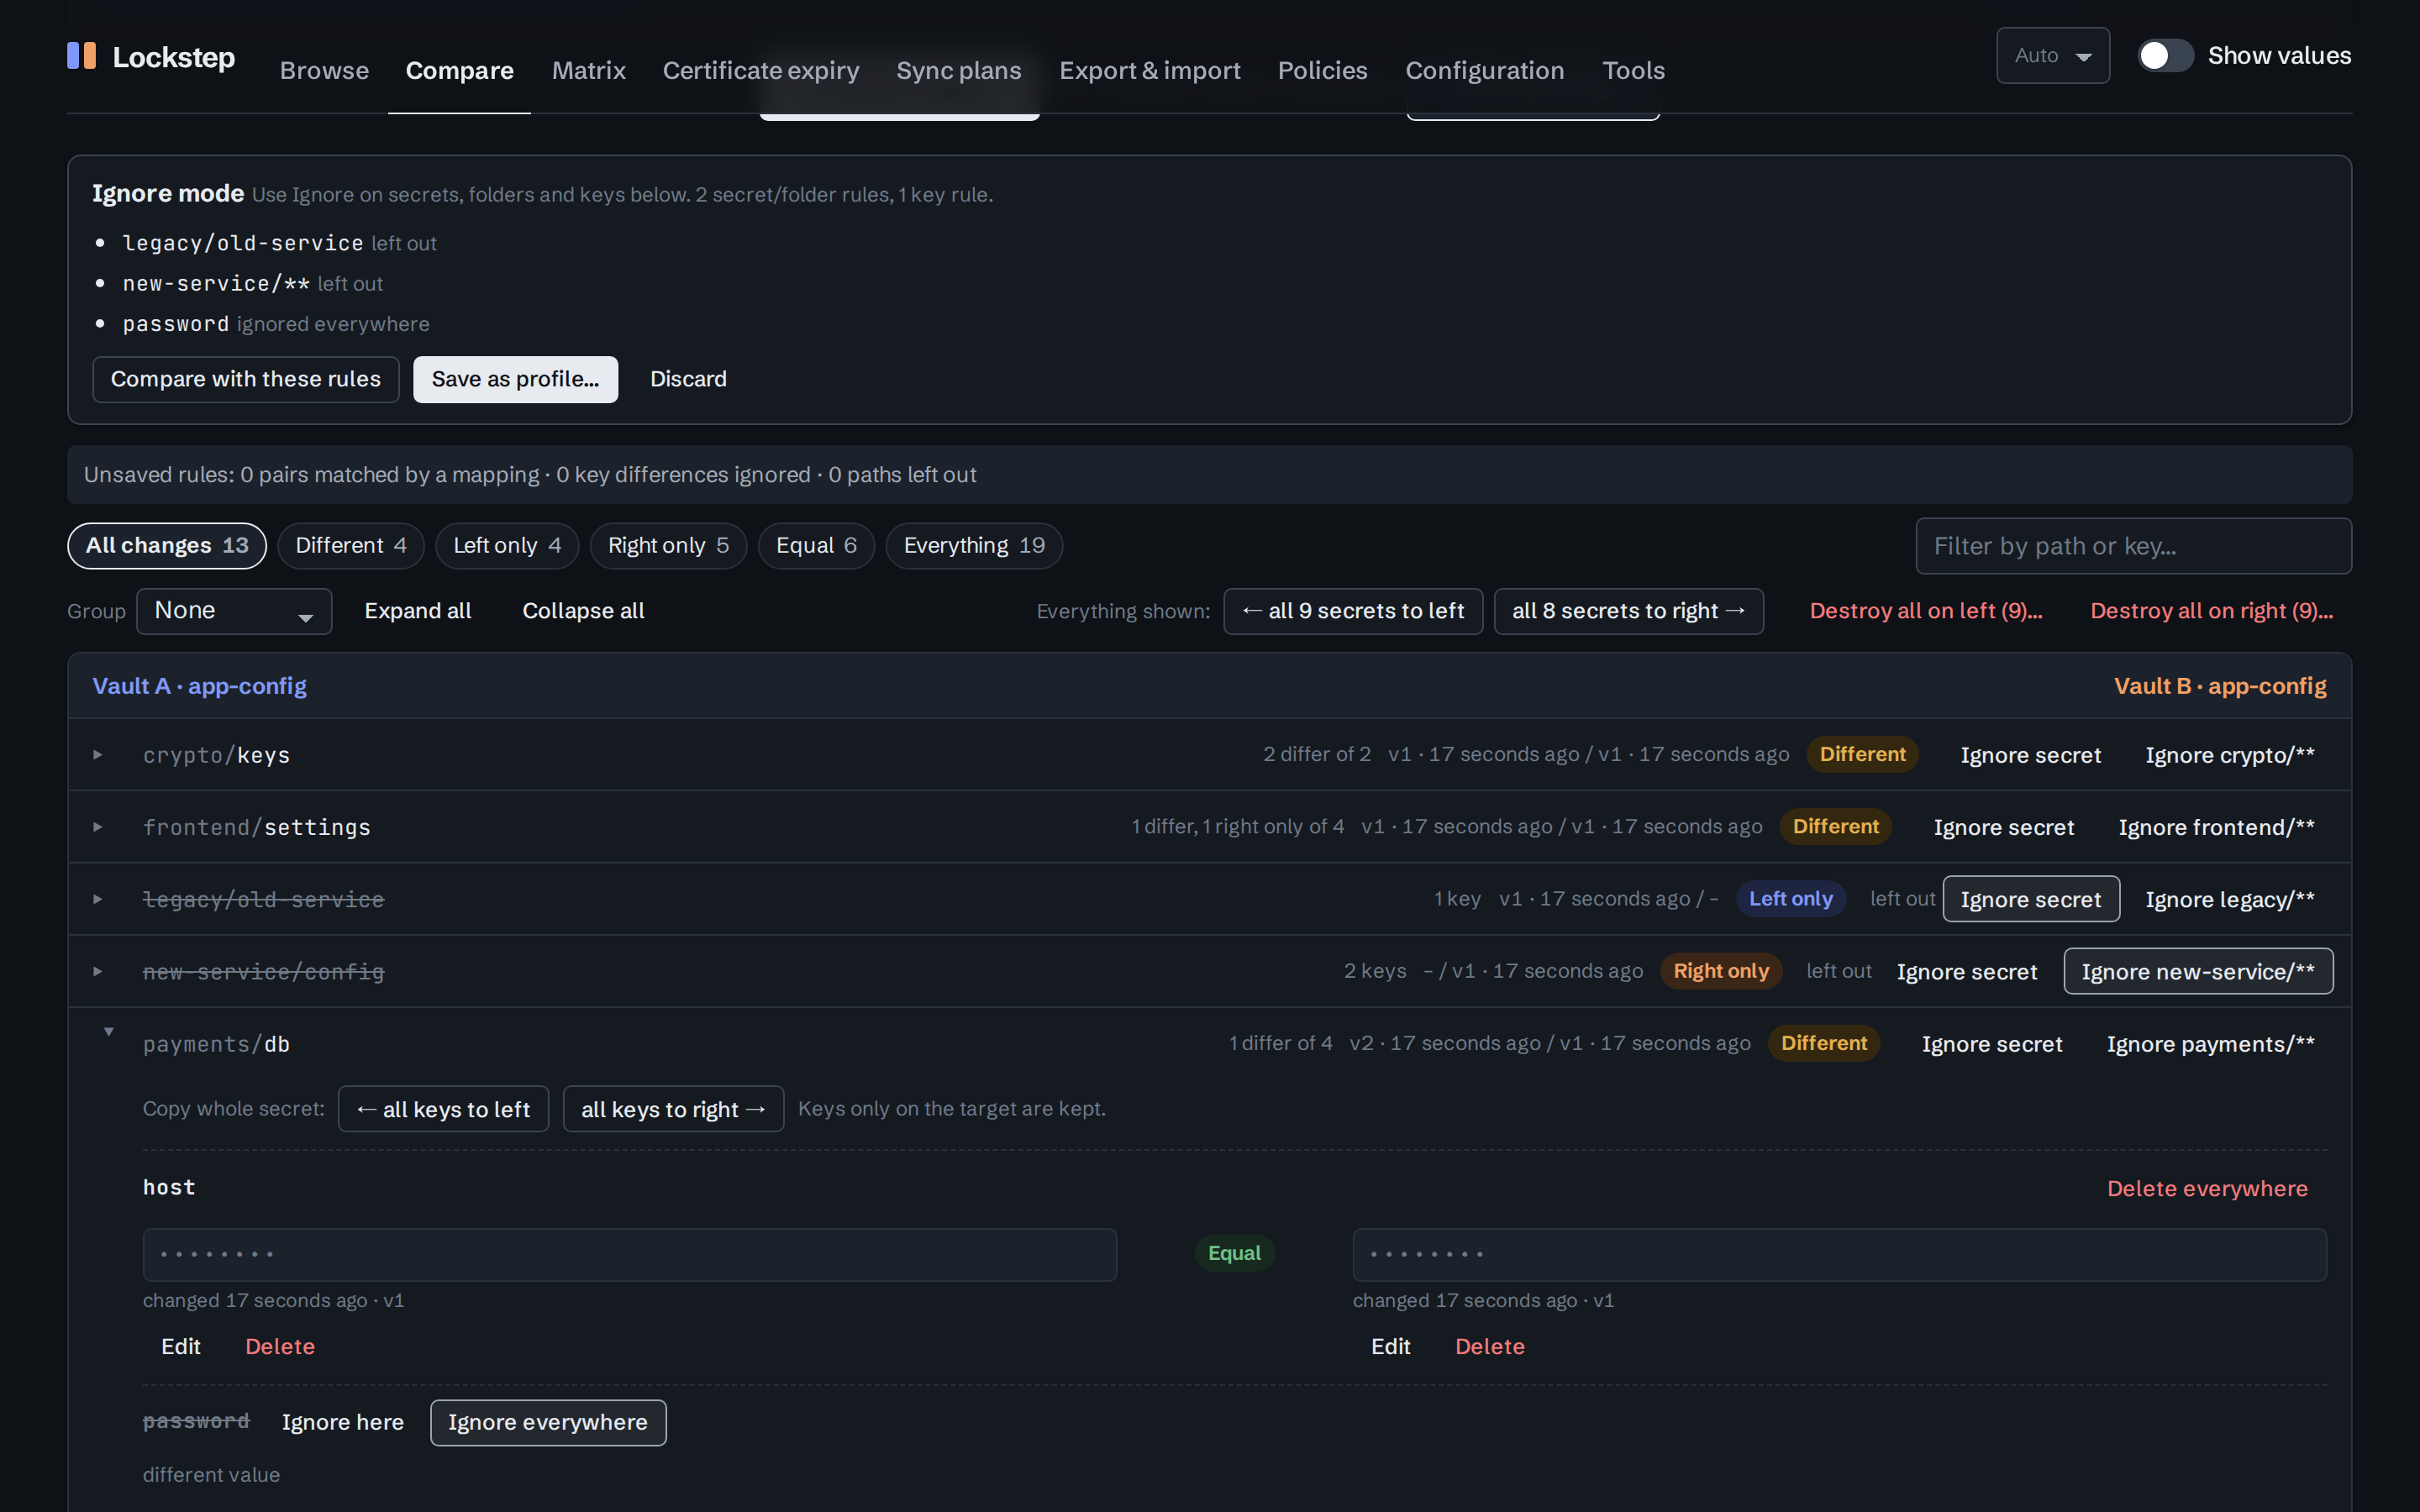 Lockstep Browse Compare Matrix Certificate expiry Sync plans Export & import Policies Configuration Tools Auto Show values
Ignore mode Use Ignore on secrets, folders and keys below. 2 secret/folder rules, 1 key rule.
• legacy/old-service left out
• new-service/** left out
• password ignored everywhere
Compare with these rules Save as profile... Discard
Unsaved rules: 0 pairs matched by a mapping · 0 key differences ignored · 0 paths left out
All changes 13 Different 4 Left only 4 Right only 5 Equal 6 Everything 19 Filter by path or key...
Group None Expand all Collapse all Everything shown: ← all 9 secrets to left all 8 secrets to right → Destroy all on left (9)... Destroy all on right (9)...
Vault A · app-config Vault B · app-config
crypto/keys 2 differ of 2 v1 · 17 seconds ago / v1 · 17 seconds ago Different Ignore secret Ignore crypto/**
frontend/settings 1 differ, 1 right only of 4 v1 · 17 seconds ago / v1 · 17 seconds ago Different Ignore secret Ignore frontend/**
legacy/old-service 1 key v1 · 17 seconds ago / – Left only left out Ignore secret Ignore legacy/**
new-service/config 2 keys – / v1 · 17 seconds ago Right only left out Ignore secret Ignore new-service/**
payments/db 1 differ of 4 v2 · 17 seconds ago / v1 · 17 seconds ago Different Ignore secret Ignore payments/**
Copy whole secret: ← all keys to left all keys to right → Keys only on the target are kept.
host Delete everywhere
•••••••• Equal ••••••••
changed 17 seconds ago · v1 changed 17 seconds ago · v1
Edit Delete Edit Delete
password Ignore here Ignore everywhere
different value